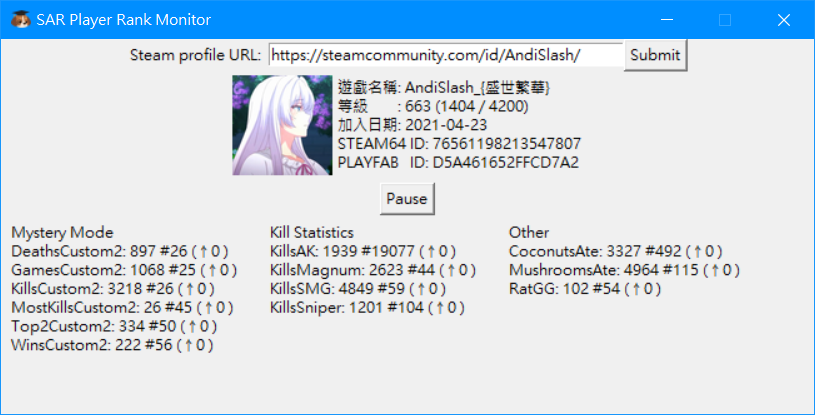 SAR Player Rank Monitor
Steam profile URL: https://steamcommunity.com/id/AndiSlash/ Submit
遊戲名稱: AndiSlash_{盛世繁華}
等級 : 663 (1404 / 4200)
加入日期: 2021-04-23
STEAM64 ID: 76561198213547807
PLAYFAB ID: D5A461652FFCD7A2
Pause
Mystery Mode
DeathsCustom2: 897 #26 (↑0)
GamesCustom2: 1068 #25 (↑0)
KillsCustom2: 3218 #26 (↑0)
MostKillsCustom2: 26 #45 (↑0)
Top2Custom2: 334 #50 (↑0)
WinsCustom2: 222 #56 (↑0)
Kill Statistics
KillsAK: 1939 #19077 (↑0)
KillsMagnum: 2623 #44 (↑0)
KillsSMG: 4849 #59 (↑0)
KillsSniper: 1201 #104 (↑0)
Other
CoconutsAte: 3327 #492 (↑0)
MushroomsAte: 4964 #115 (↑0)
RatGG: 102 #54 (↑0)